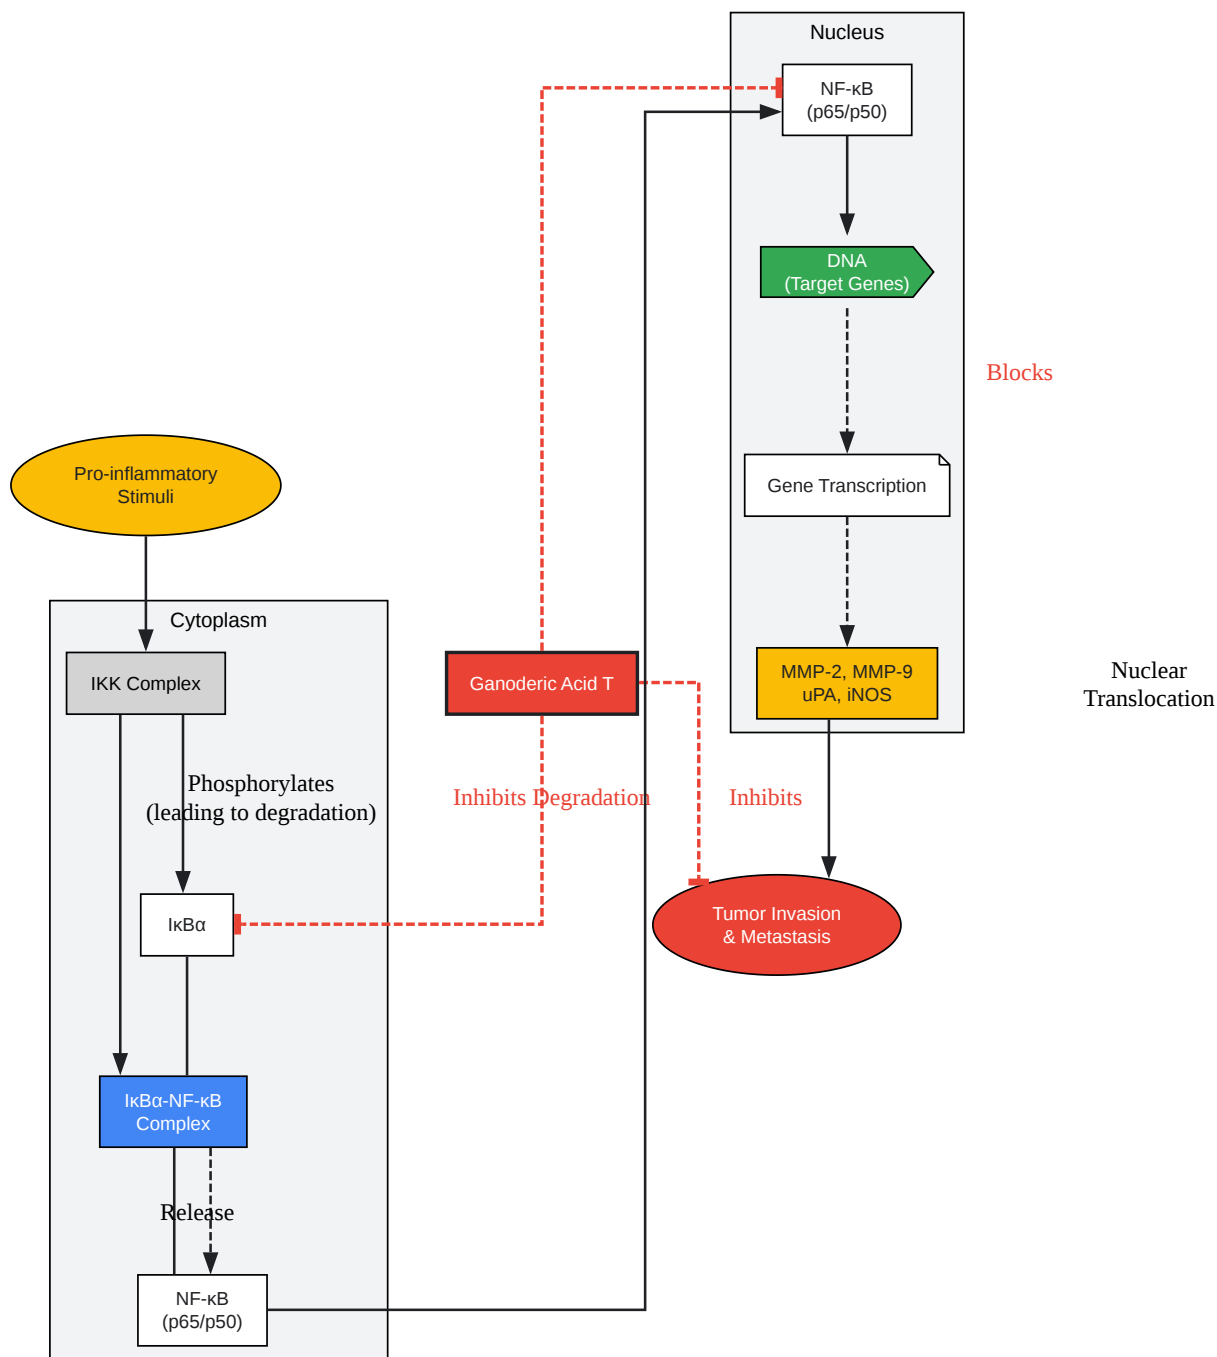 Nucleus
NF-κB
(p65/p50)
DNA
(Target Genes)
Blocks
Gene Transcription
Pro-inflammatory
Stimuli
Cytoplasm
IKK Complex
Ganoderic Acid T
MMP-2, MMP-9
uPA, iNOS
Nuclear
Translocation
Phosphorylates
(leading to degradation)
Inhibits Degradation
Inhibits
IκBα
Tumor Invasion
& Metastasis
IκBα-NF-κB
Complex
Release
NF-κB
(p65/p50)